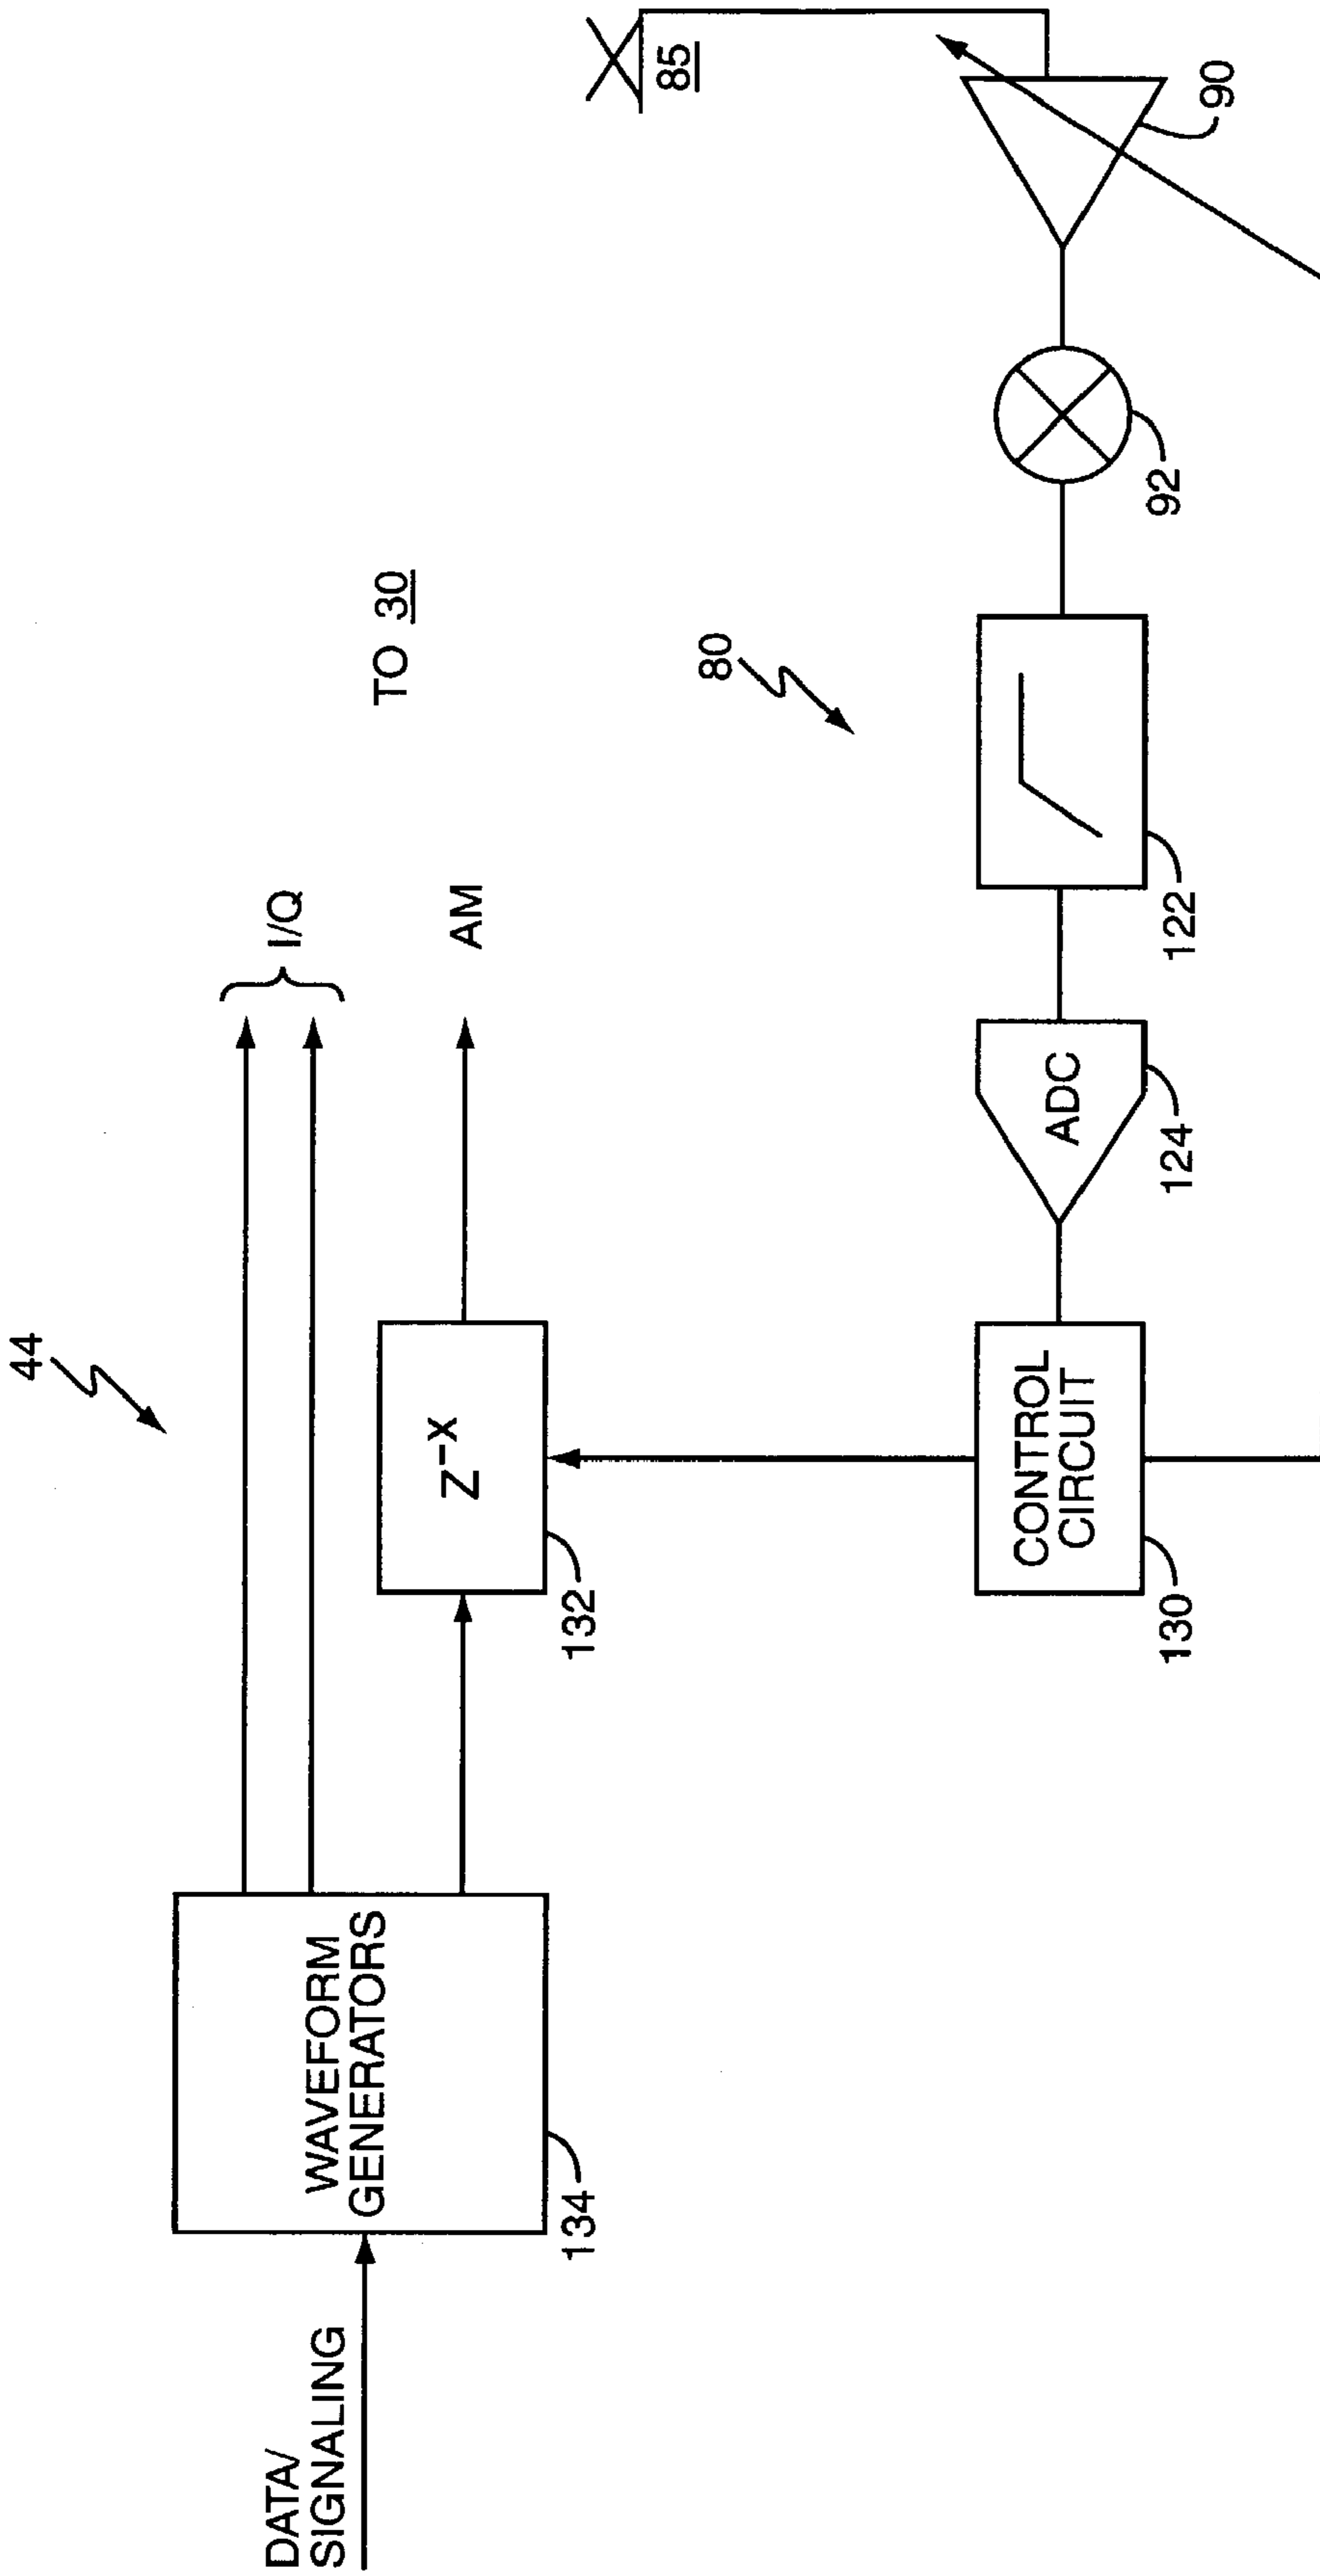 44
DATA/
SIGNALING
WAVEFORM
GENERATORS
134
I/Q
Z-X
132
AM
TO 30
85
80
CONTROL
CIRCUIT
130
ADC
124
122
92
90